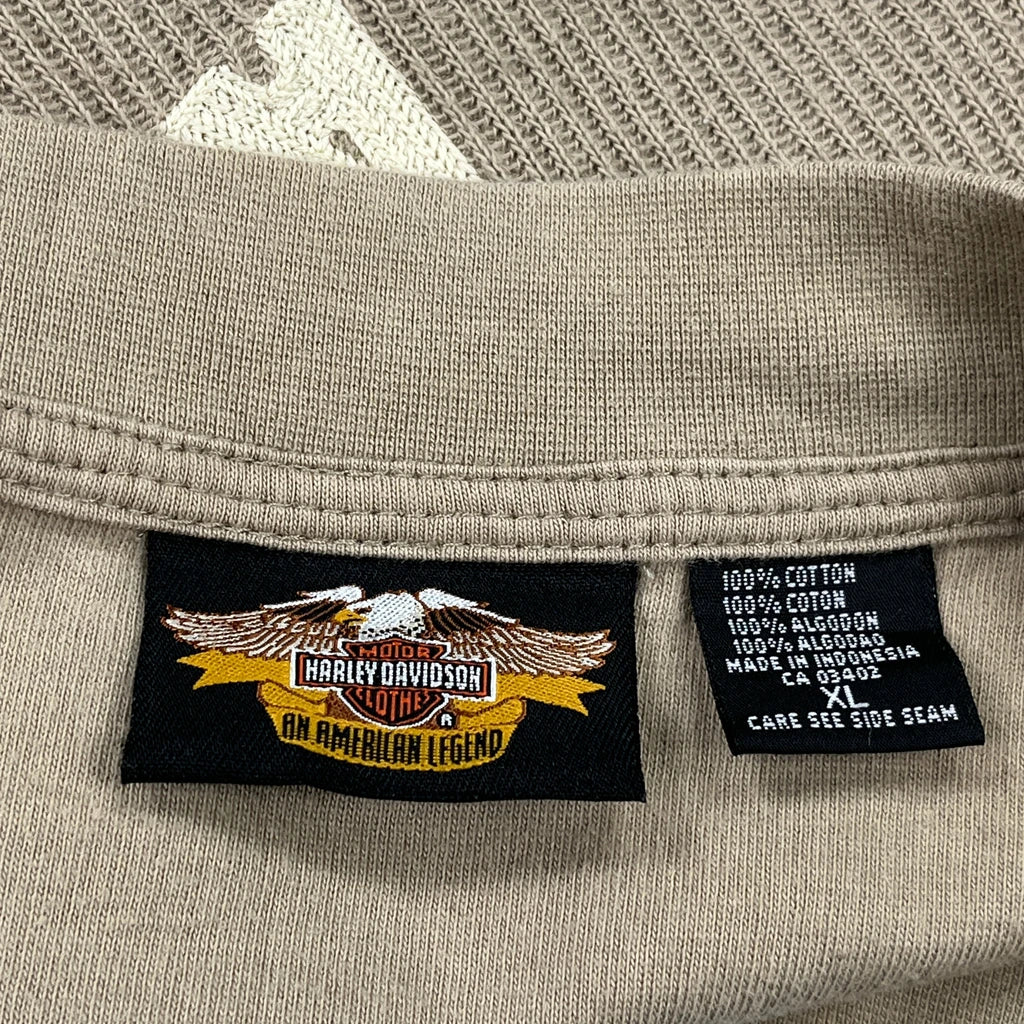 MOTOR
HARLEY DAVIDSON
CLOTHES
®
AN AMERICAN LEGEND
100% COTTON
100% COTON
100% ALGODON
100% ALGODAO
MADE IN INDONESIA
CA 03402
XL
CARE SEE SIDE SEAM